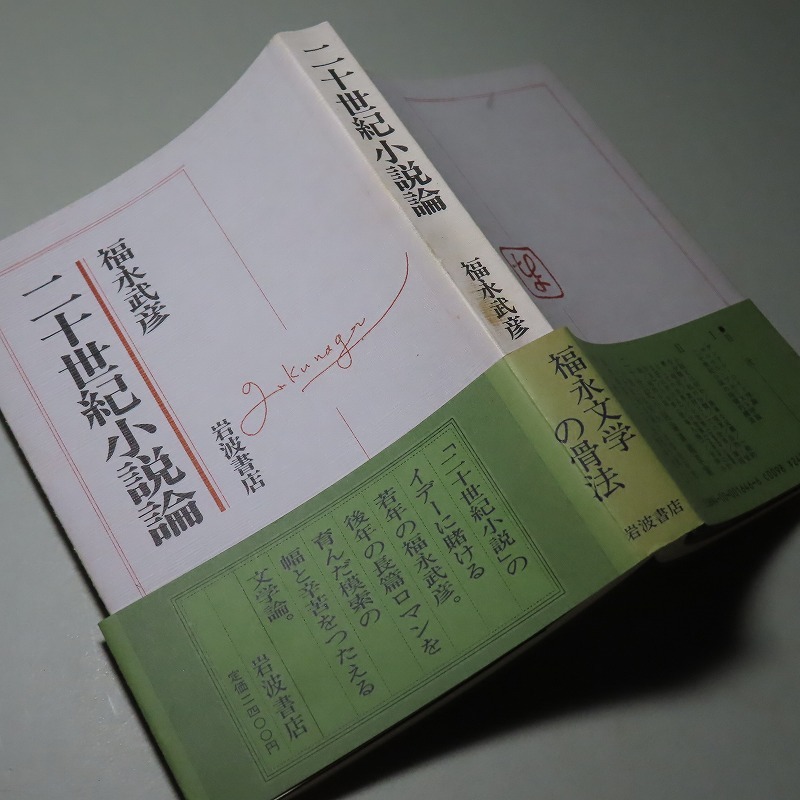 福永武彦
二十世紀小説論
岩波書店
二十世紀小説論
福永武彦
福永文学
の骨法
岩波書店
「二十世紀小説」の
イデーに賭ける
若年の福永武彦。
後年の長篇ロマンを
育んだ模索の
幅と辛苦をつたえる
文学論。
岩波書店
定価二四〇〇円